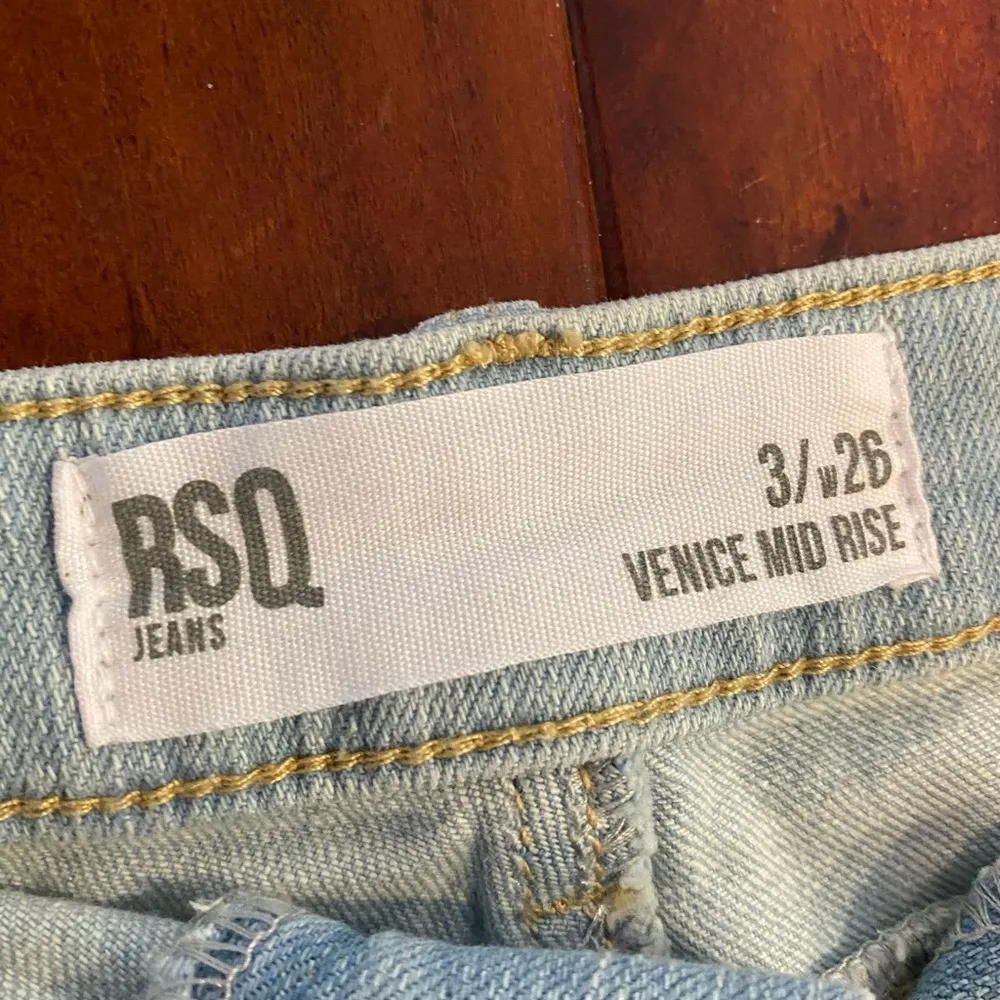 RSQ
JEANS
3/w26
VENICE MID RISE